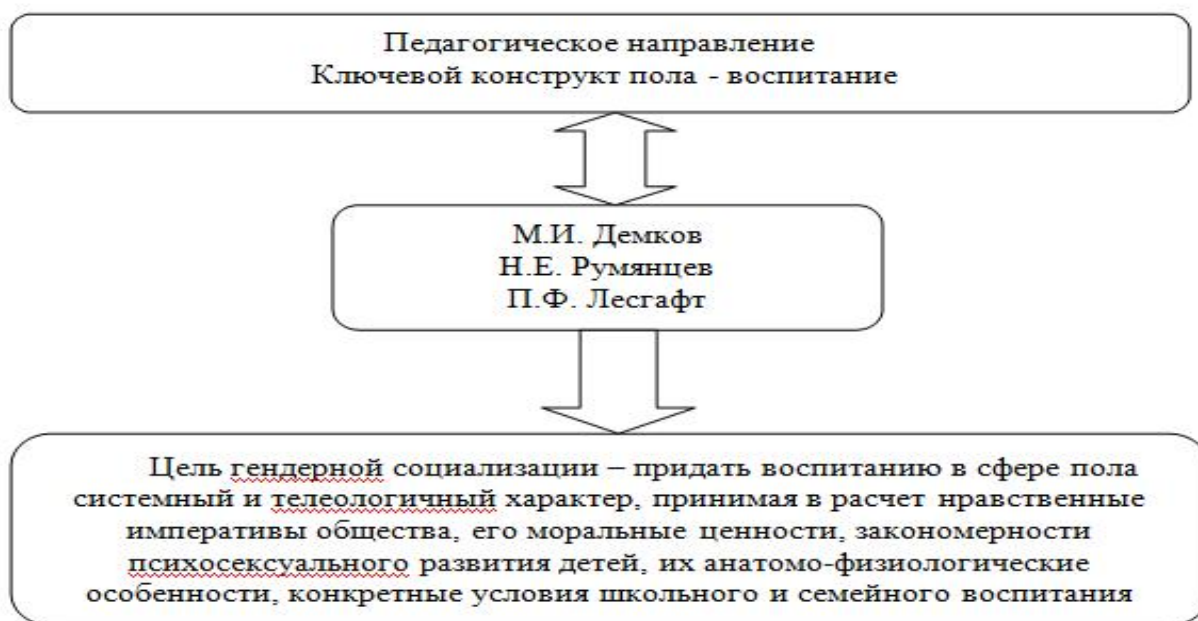 Педагогическое направление
Ключевой конструкт пола - воспитание
М.И. Демков
Н.Е. Румянцев
П.Ф. Лесгафт
Цель гендерной социализации – придать воспитанию в сфере пола
системный и телеологичный характер, принимая в расчет нравственные
императивы общества, его моральные ценности, закономерности
психосексуального развития детей, их анатомо-физиологические
особенности, конкретные условия школьного и семейного воспитания